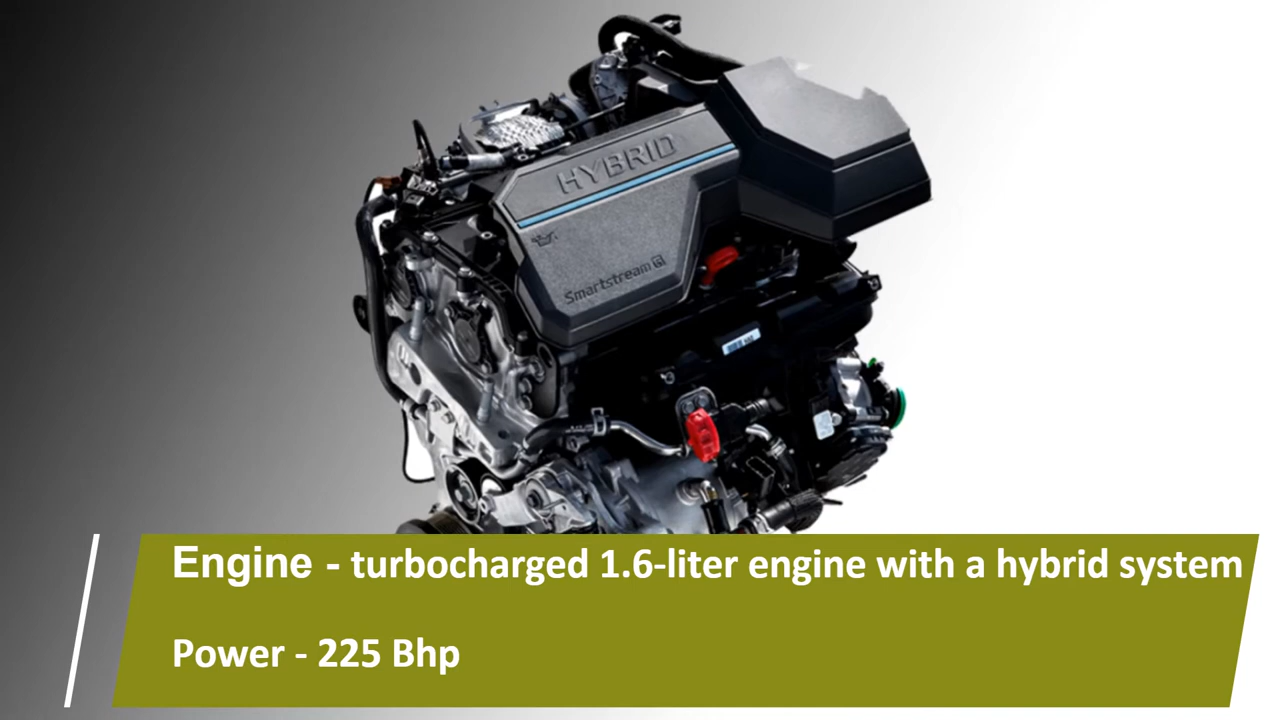 HYBRID
Smartstream G
Engine - turbocharged 1.6-liter engine with a hybrid system
Power - 225 Bhp